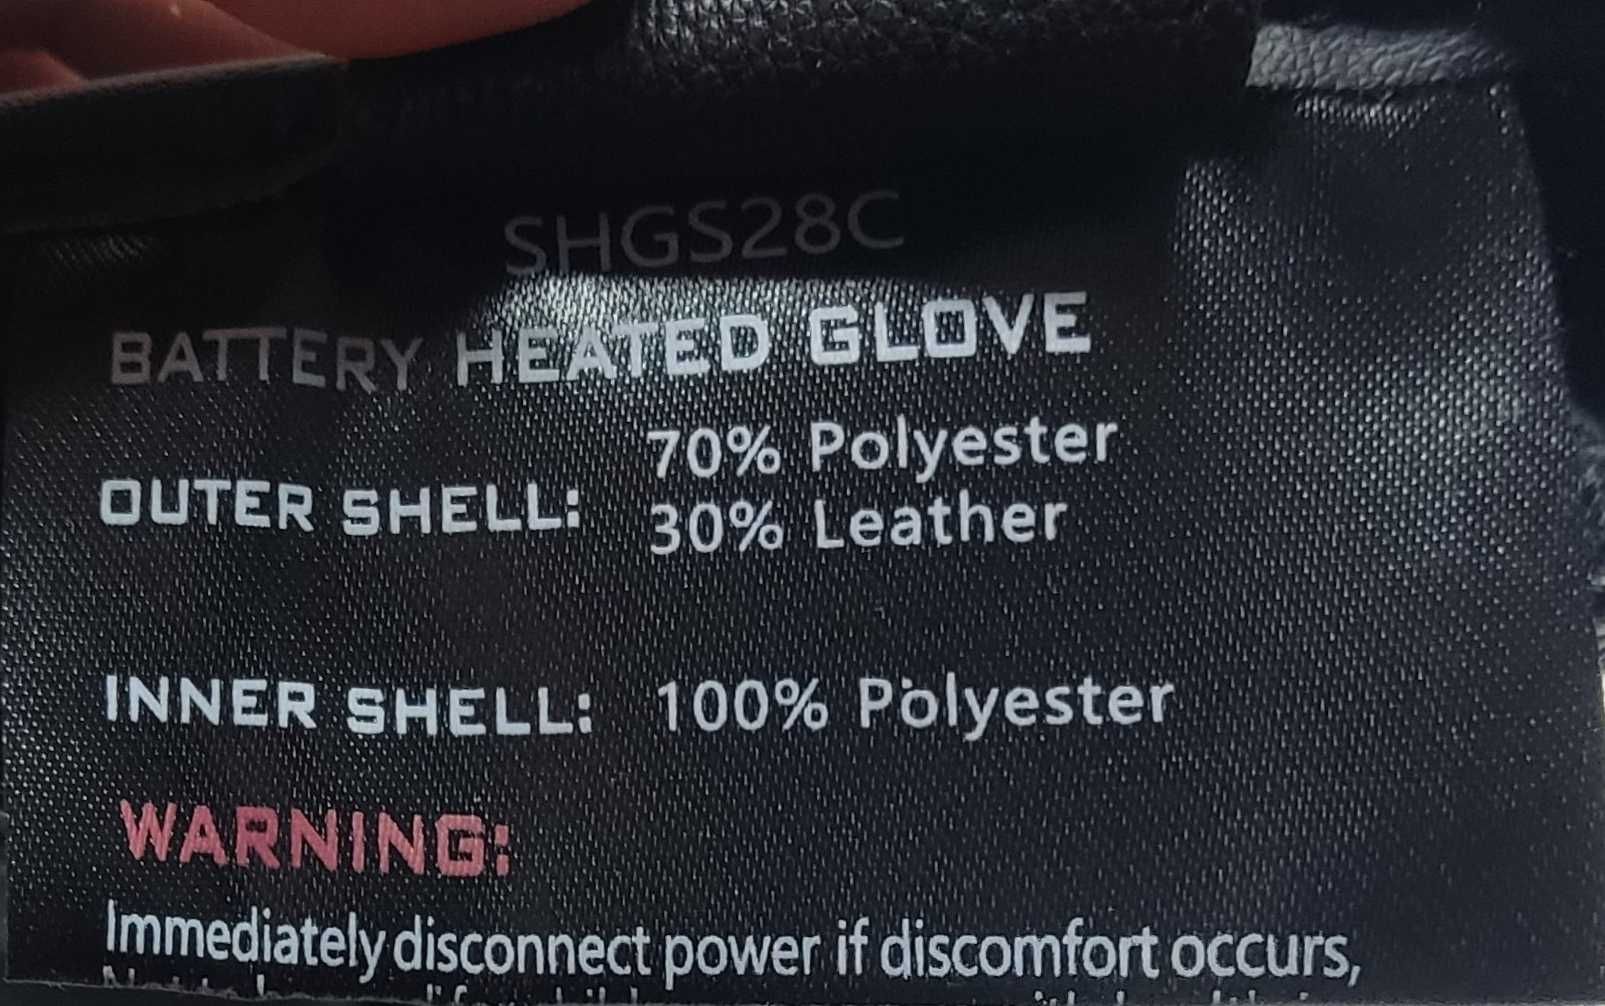 SHGS28C
BATTERY HEATED GLOVE
70% Polyester
OUTER SHELL:
30% Leather
INNER SHELL: 100% Polyester
WARNING:
Immediately disconnect power if discomfort occurs,